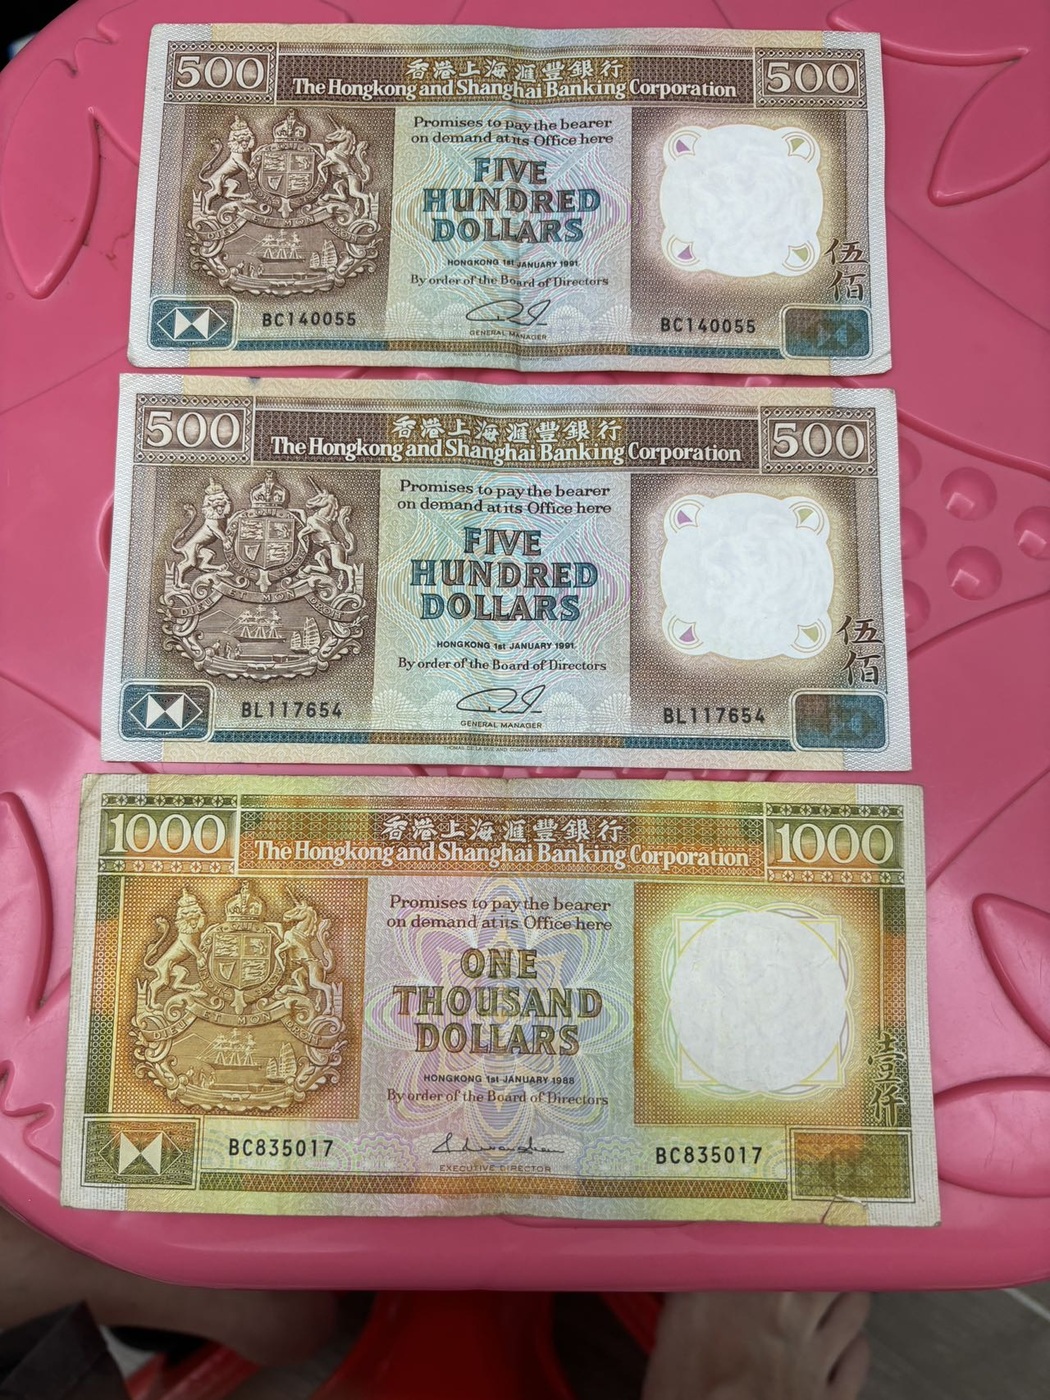 500 香港上海滙豐銀行 500
The Hongkong and Shanghai Banking Corporation
Promises to pay the bearer
on demand at its Office here
FIVE
HUNDRED
DOLLARS
HONGKONG 1st JANUARY 1991
By order of the Board of Directors
伍佰
BC140055 BC140055
GENERAL MANAGER
500 香港上海滙豐銀行 500
The Hongkong and Shanghai Banking Corporation
Promises to pay the bearer
on demand at its Office here
FIVE
HUNDRED
DOLLARS
HONGKONG 1st JANUARY 1991
By order of the Board of Directors
伍佰
BL117654 BL117654
GENERAL MANAGER
THOMAS DE LA RUE AND COMPANY LIMITED
1000 香港上海滙豐銀行 1000
The Hongkong and Shanghai Banking Corporation
Promises to pay the bearer
on demand at its Office here
ONE
THOUSAND
DOLLARS
HONGKONG 1st JANUARY 1988
By order of the Board of Directors
壹仟
BC835017 BC835017
EXECUTIVE DIRECTOR